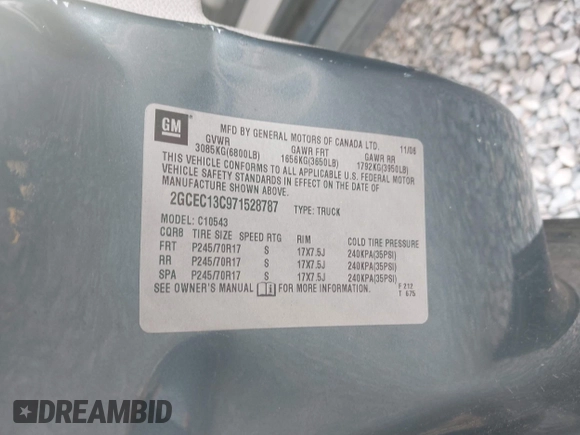 GM
MFD BY GENERAL MOTORS OF CANADA LTD. 11/06
GVWR GAWR FRT GAWR RR
3085KG(6800LB) 1656KG(3650LB) 1792KG(3950LB)
THIS VEHICLE CONFORMS TO ALL APPLICABLE U.S. FEDERAL MOTOR
VEHICLE SAFETY STANDARDS IN EFFECT ON THE DATE OF
MANUFACTURE SHOWN ABOVE.
2GCEC13C971528787 TYPE: TRUCK
MODEL: C10543
CQR8 TIRE SIZE SPEED RTG RIM COLD TIRE PRESSURE
FRT P245/70R17 S 17X7.5J 240KPA(35PSI)
RR P245/70R17 S 17X7.5J 240KPA(35PSI)
SPA P245/70R17 S 17X7.5J 240KPA(35PSI)
SEE OWNER'S MANUAL FOR MORE INFORMATION. F 212
T 675
DREAMBID